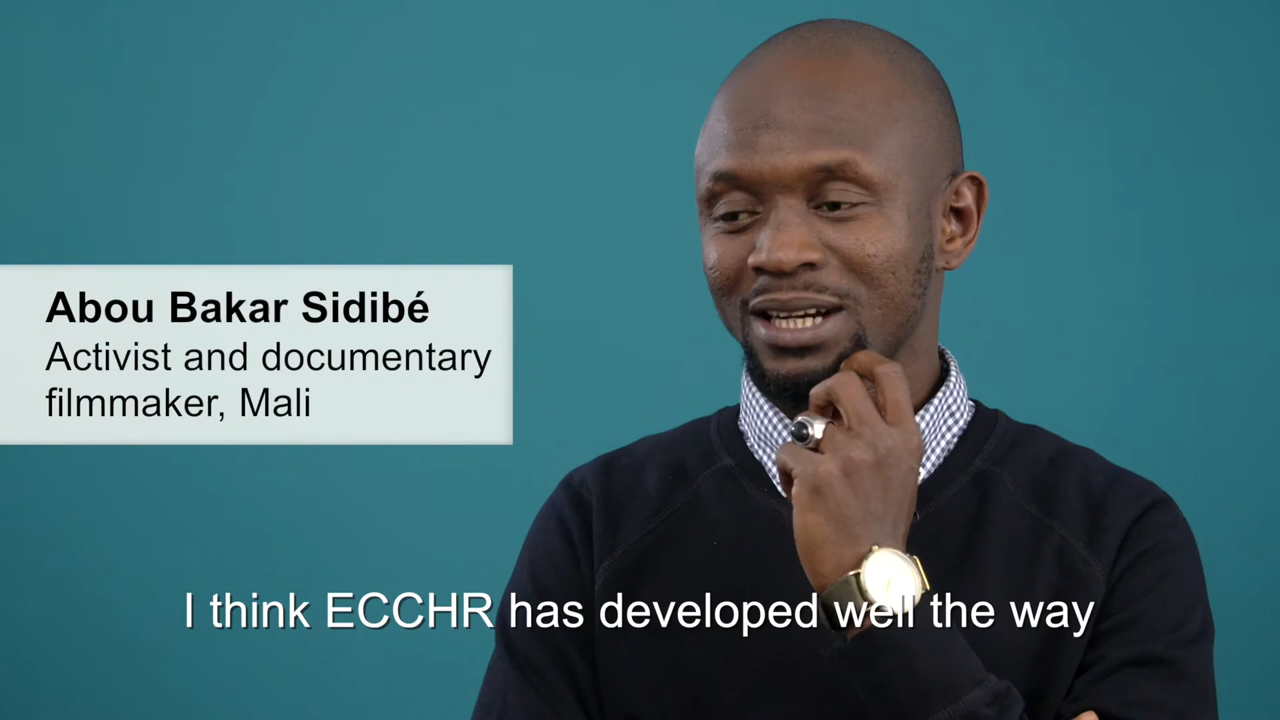 Abou Bakar Sidibé
Activist and documentary
filmmaker, Mali
I think ECCHR has developed well the way